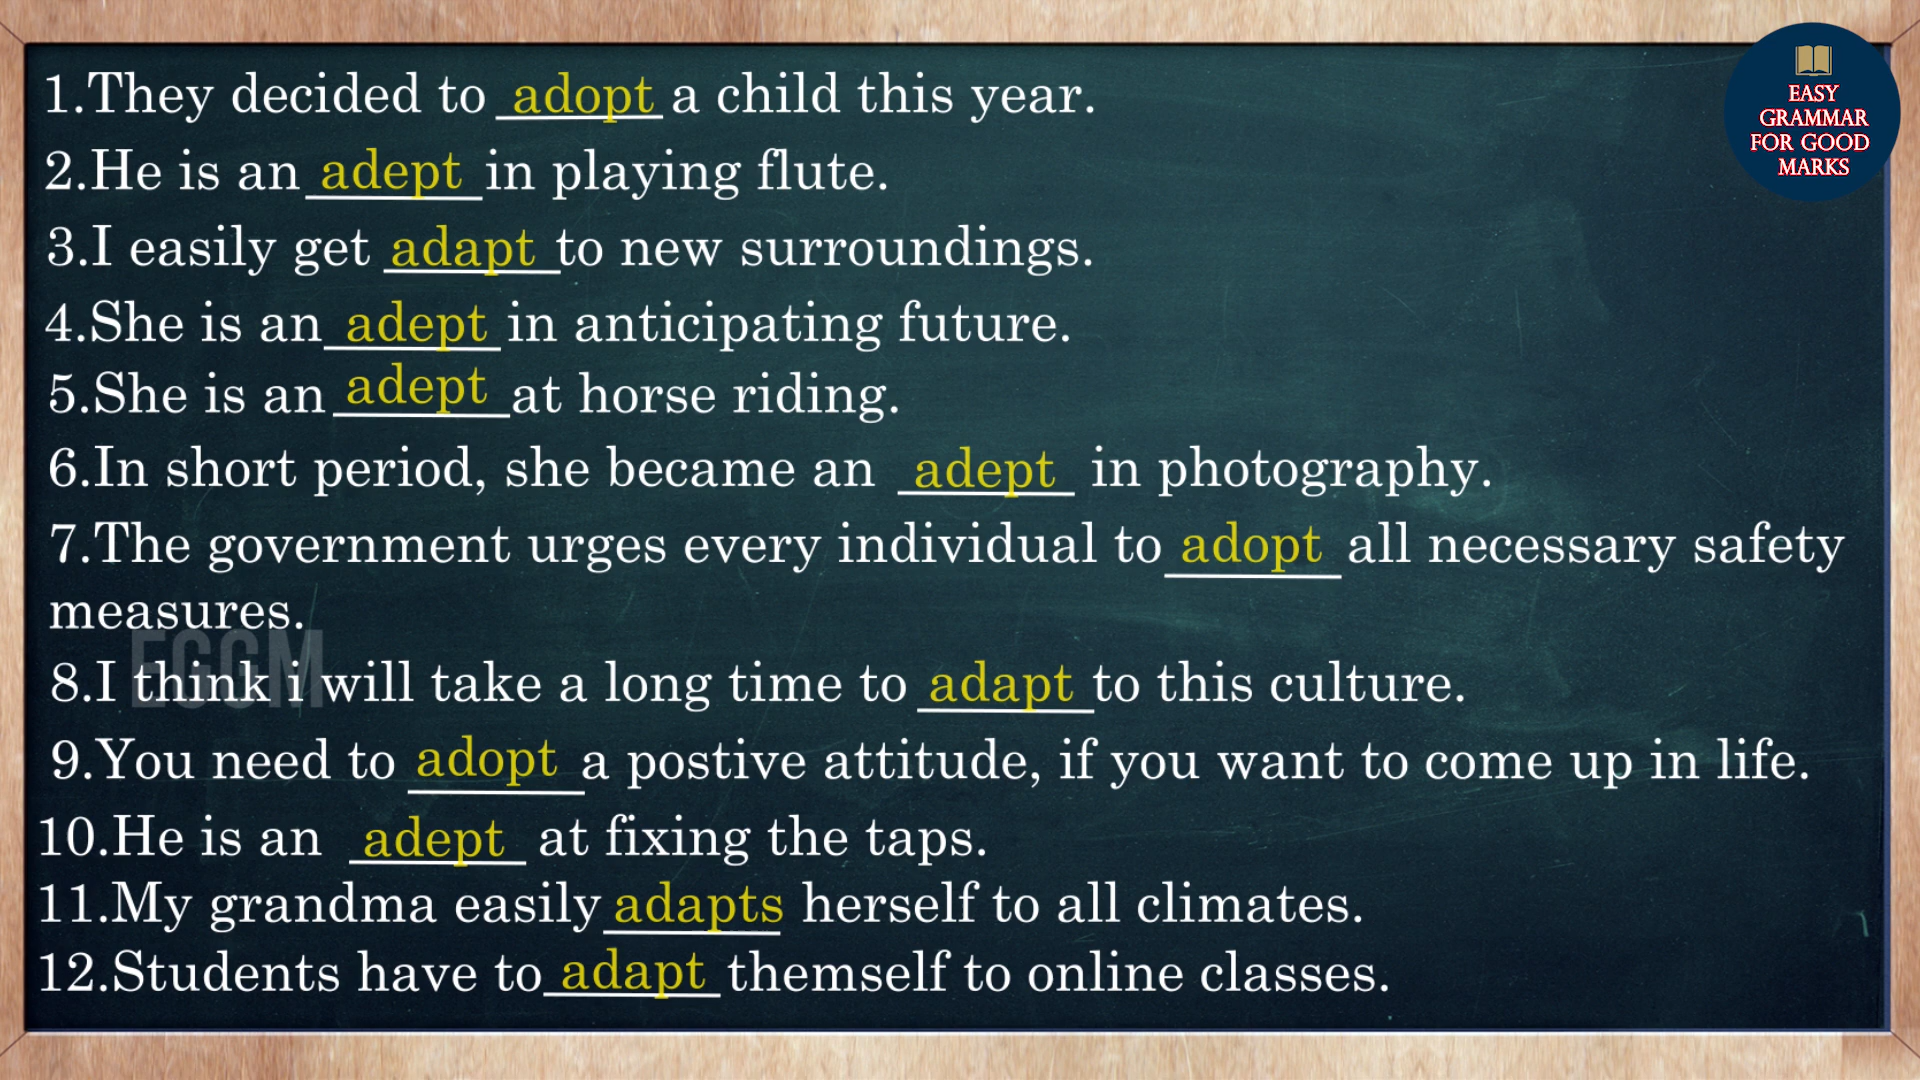 1.They decided to adopt a child this year.
2.He is an adept in playing flute.
3.I easily get adapt to new surroundings.
4.She is an adept in anticipating future.
5.She is an adept at horse riding.
6.In short period, she became an adept in photography.
7.The government urges every individual to adopt all necessary safety
measures.
8.I think i will take a long time to adapt to this culture.
9.You need to adopt a postive attitude, if you want to come up in life.
10.He is an adept at fixing the taps.
11.My grandma easily adapts herself to all climates.
12.Students have to adapt themself to online classes.
EASY
GRAMMAR
FOR GOOD
MARKS
EGGM